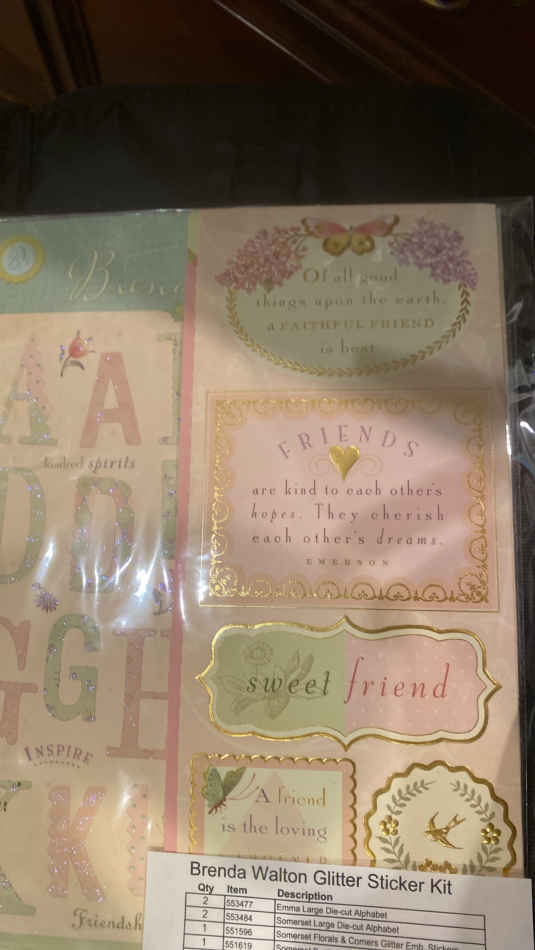 Of all good
things upon the earth,
a FAITHFUL FRIEND
is best
FRIENDS
are kind to each other's
hopes. They cherish
each other's dreams.
EMERSON
sweet friend
A friend
is the loving
A A
kindred spirits
D D
G H
INSPIRE
K K
Friendsh
Brenda Walton Glitter Sticker Kit
Qty Item Description
2 553477 Emma Large Die-cut Alphabet
2 553484 Somerset Large Die-cut Alphabet
1 551596 Somerset Florals & Corners Glitter Emb. Stickers
1 551619